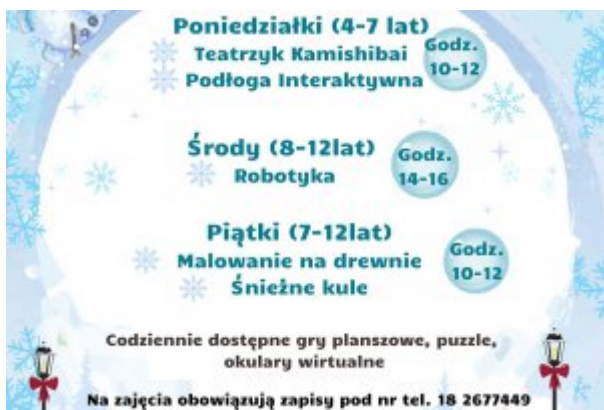 Poniedziałki (4-7 lat)
Teatrzyk Kamishibai
Podłoga Interaktywna
Godz.
10-12
Środy (8-12lat)
Robotyka
Godz.
14-16
Piątki (7-12lat)
Malowanie na drewnie
Śnieżne kule
Godz.
10-12
Codziennie dostępne gry planszowe, puzzle,
okulary wirtualne
Na zajęcia obowiązują zapisy pod nr tel. 18 2677449